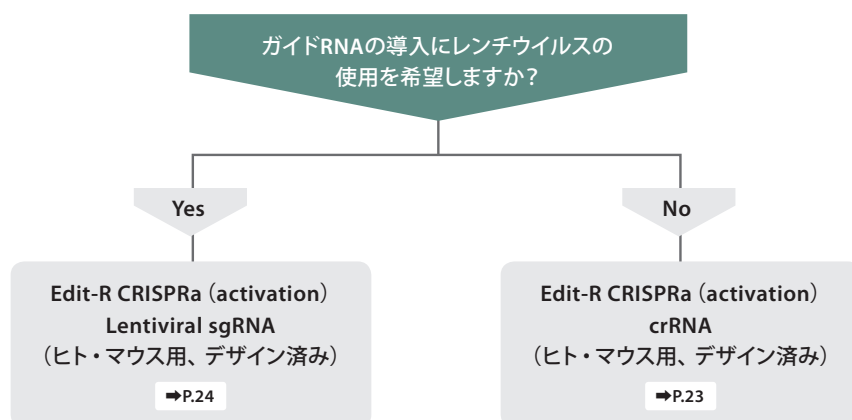 ガイドRNAの導入にレンチウイルスの
使用を希望しますか？
Yes
No
Edit-R CRISPRa（activation）
Lentiviral sgRNA
（ヒト・マウス用、デザイン済み）
➡P.24
Edit-R CRISPRa（activation）
crRNA
（ヒト・マウス用、デザイン済み）
➡P.23